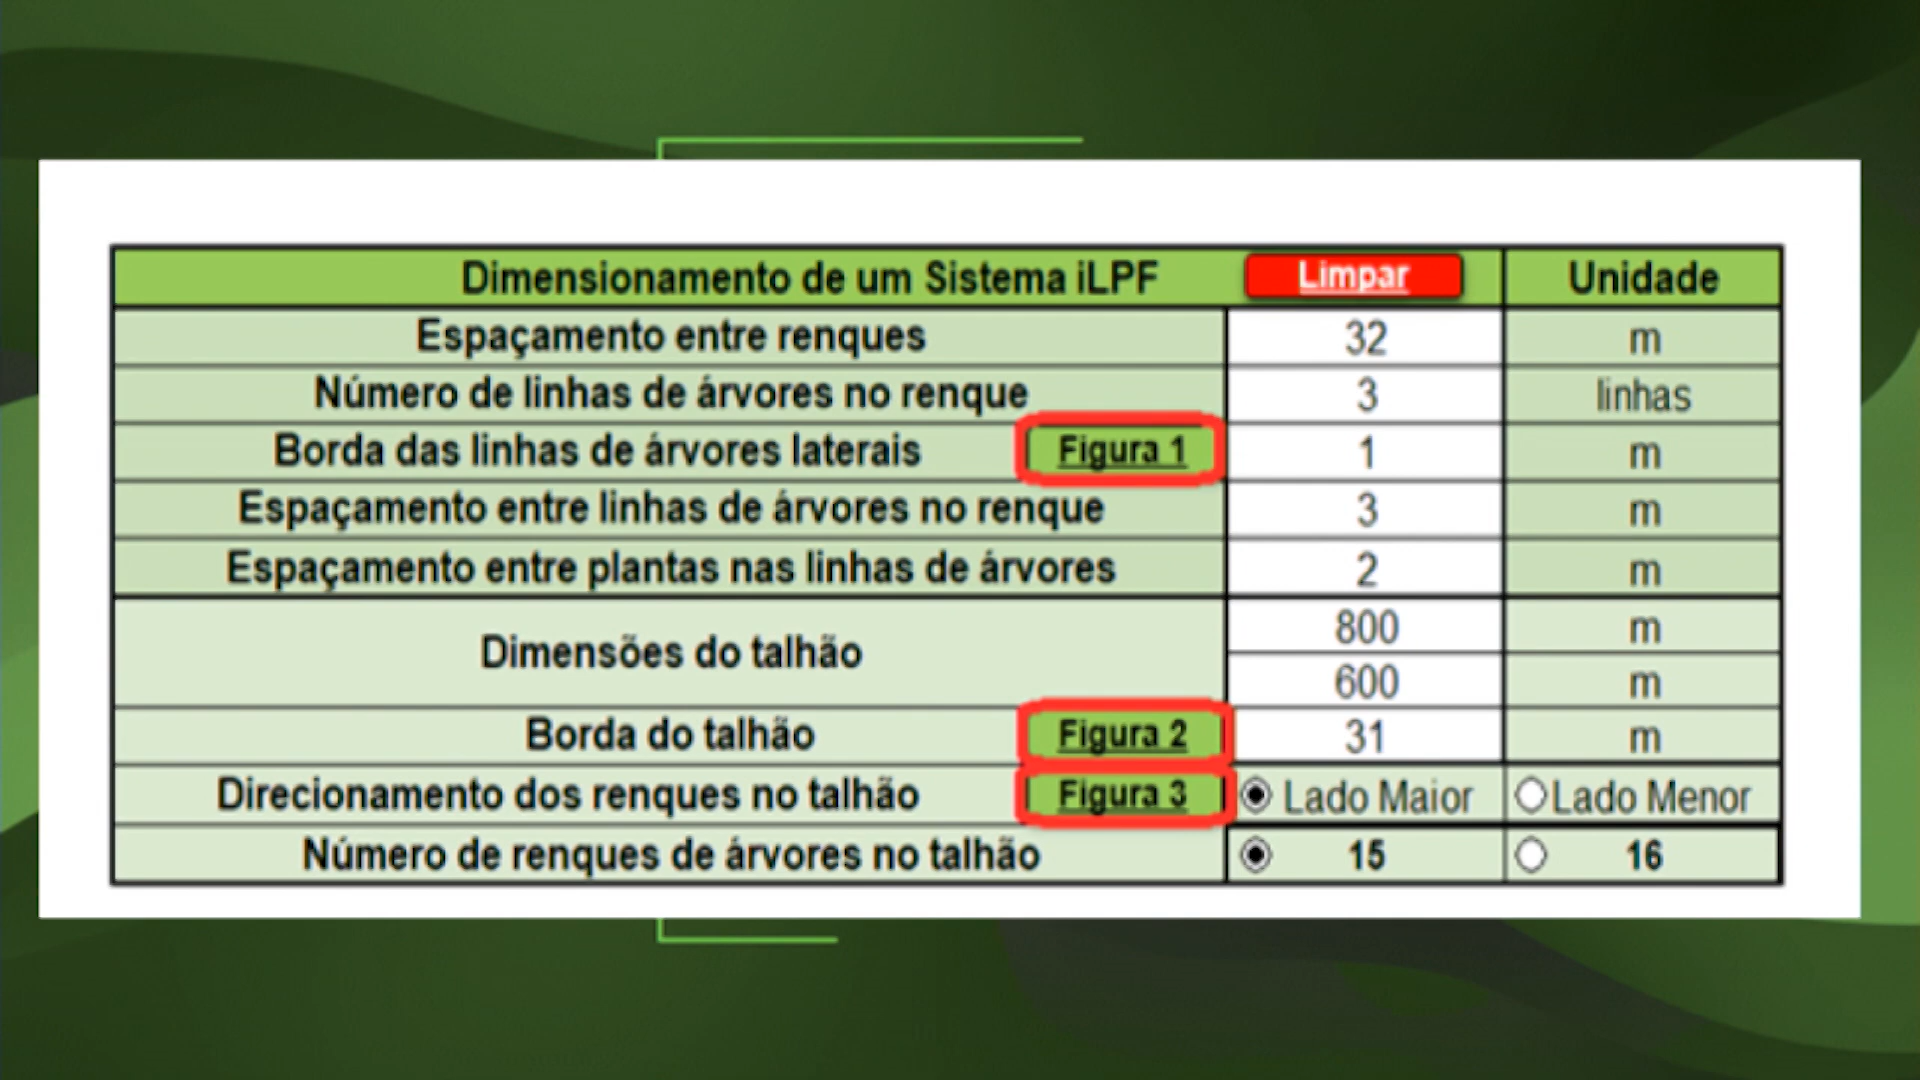 Dimensionamento de um Sistema iLPF Limpar Unidade
Espaçamento entre renques 32 m
Número de linhas de árvores no renque 3 linhas
Borda das linhas de árvores laterais Figura 1 1 m
Espaçamento entre linhas de árvores no renque 3 m
Espaçamento entre plantas nas linhas de árvores 2 m
Dimensões do talhão 800 m
600 m
Borda do talhão Figura 2 31 m
Direcionamento dos renques no talhão Figura 3 Lado Maior Lado Menor
Número de renques de árvores no talhão 15 16